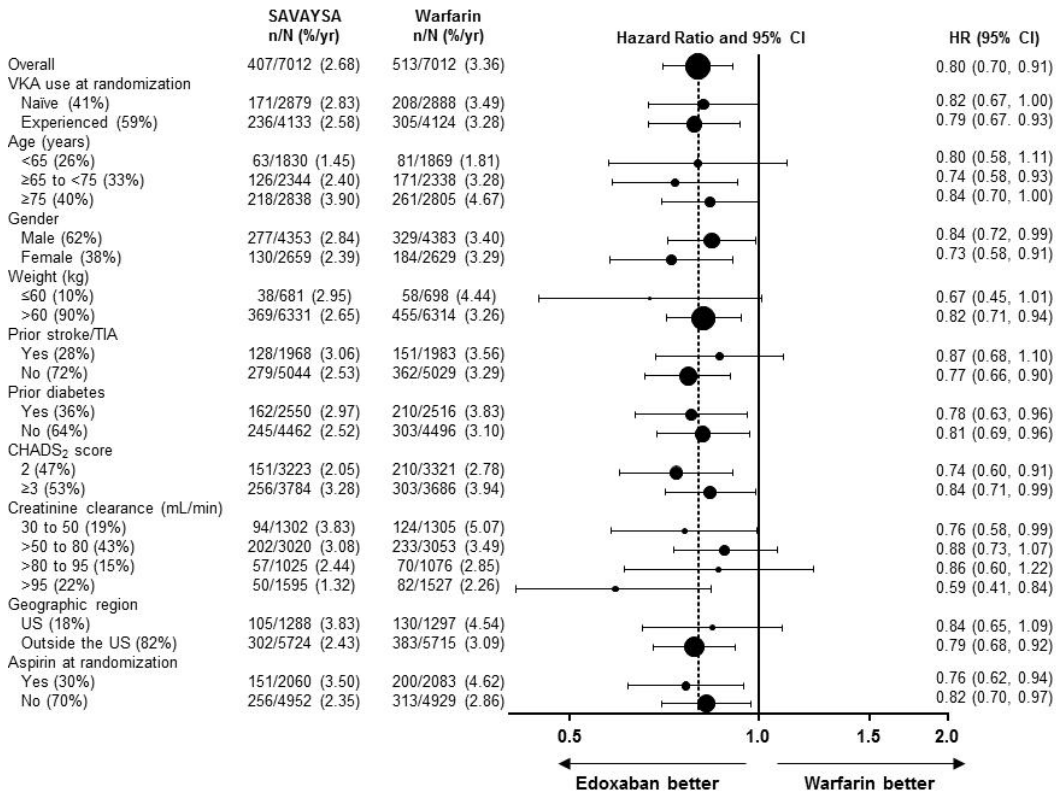 SAVAYSA Warfarin
n/N (%/yr) n/N (%/yr) Hazard Ratio and 95% CI HR (95% CI)
Overall 407/7012 (2.68) 513/7012 (3.36) 0.80 (0.70, 0.91)
VKA use at randomization
Naïve (41%) 171/2879 (2.83) 208/2888 (3.49) 0.82 (0.67, 1.00)
Experienced (59%) 236/4133 (2.58) 305/4124 (3.28) 0.79 (0.67. 0.93)
Age (years)
<65 (26%) 63/1830 (1.45) 81/1869 (1.81) 0.80 (0.58, 1.11)
≥65 to <75 (33%) 126/2344 (2.40) 171/2338 (3.28) 0.74 (0.58, 0.93)
≥75 (40%) 218/2838 (3.90) 261/2805 (4.67) 0.84 (0.70, 1.00)
Gender
Male (62%) 277/4353 (2.84) 329/4383 (3.40) 0.84 (0.72, 0.99)
Female (38%) 130/2659 (2.39) 184/2629 (3.29) 0.73 (0.58, 0.91)
Weight (kg)
≤60 (10%) 38/681 (2.95) 58/698 (4.44) 0.67 (0.45, 1.01)
>60 (90%) 369/6331 (2.65) 455/6314 (3.26) 0.82 (0.71, 0.94)
Prior stroke/TIA
Yes (28%) 128/1968 (3.06) 151/1983 (3.56) 0.87 (0.68, 1.10)
No (72%) 279/5044 (2.53) 362/5029 (3.29) 0.77 (0.66, 0.90)
Prior diabetes
Yes (36%) 162/2550 (2.97) 210/2516 (3.83) 0.78 (0.63, 0.96)
No (64%) 245/4462 (2.52) 303/4496 (3.10) 0.81 (0.69, 0.96)
CHADS₂ score
2 (47%) 151/3223 (2.05) 210/3321 (2.78) 0.74 (0.60, 0.91)
≥3 (53%) 256/3784 (3.28) 303/3686 (3.94) 0.84 (0.71, 0.99)
Creatinine clearance (mL/min)
30 to 50 (19%) 94/1302 (3.83) 124/1305 (5.07) 0.76 (0.58, 0.99)
>50 to 80 (43%) 202/3020 (3.08) 233/3053 (3.49) 0.88 (0.73, 1.07)
>80 to 95 (15%) 57/1025 (2.44) 70/1076 (2.85) 0.86 (0.60, 1.22)
>95 (22%) 50/1595 (1.32) 82/1527 (2.26) 0.59 (0.41, 0.84)
Geographic region
US (18%) 105/1288 (3.83) 130/1297 (4.54) 0.84 (0.65, 1.09)
Outside the US (82%) 302/5724 (2.43) 383/5715 (3.09) 0.79 (0.68, 0.92)
Aspirin at randomization
Yes (30%) 151/2060 (3.50) 200/2083 (4.62) 0.76 (0.62, 0.94)
No (70%) 256/4952 (2.35) 313/4929 (2.86) 0.82 (0.70, 0.97)
0.5 1.0 1.5 2.0
Edoxaban better Warfarin better